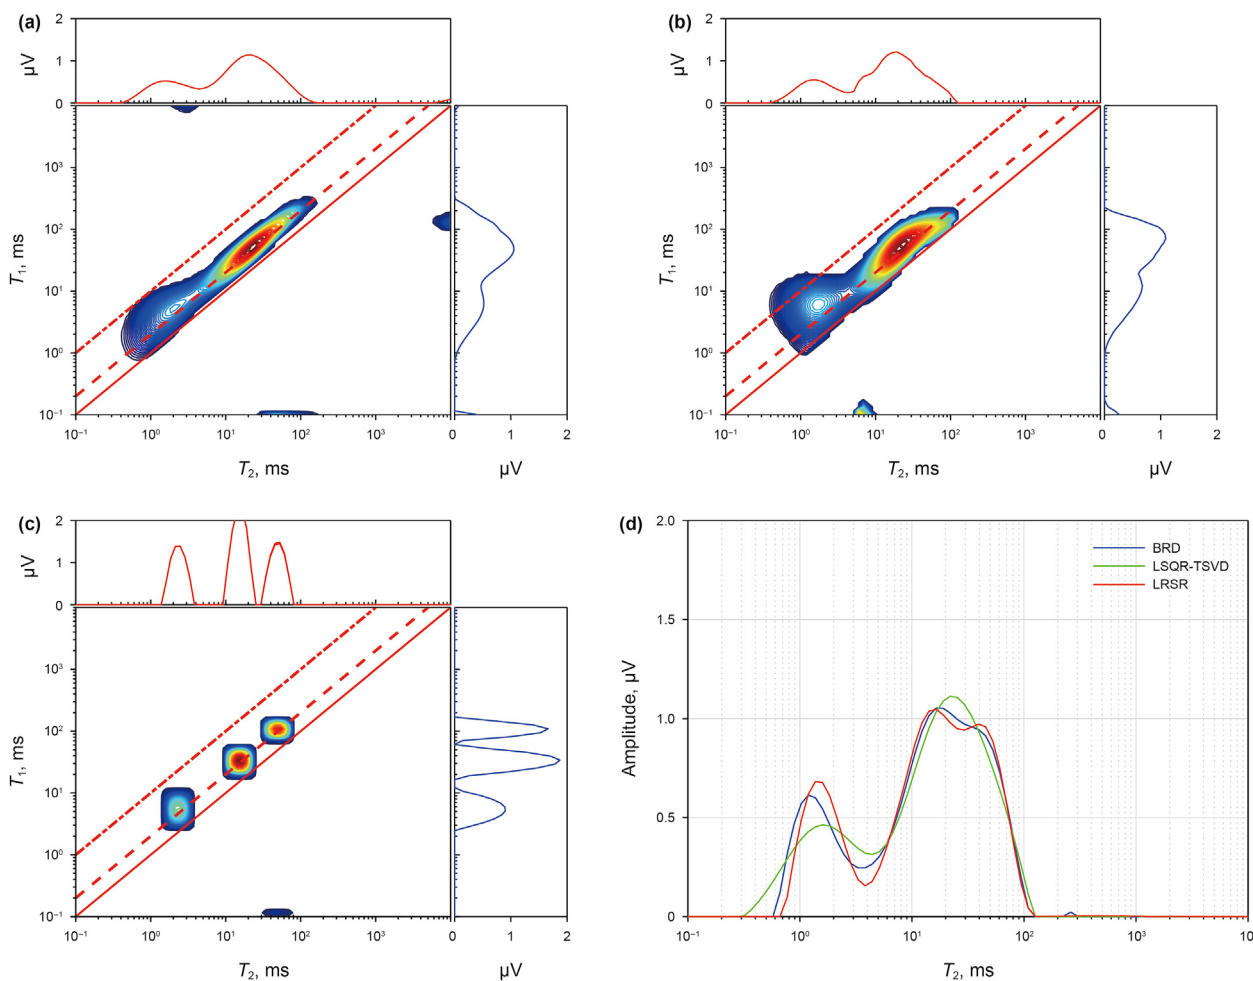 (a)
2
1
0
µV
10³
10²
10¹
10⁰
10⁻¹
T₁, ms
10⁻¹ 10⁰ 10¹ 10² 10³
T₂, ms
0 1 2
µV
(b)
2
1
0
µV
10³
10²
10¹
10⁰
10⁻¹
T₁, ms
10⁻¹ 10⁰ 10¹ 10² 10³
T₂, ms
0 1 2
µV
(c)
2
1
0
µV
10³
10²
10¹
10⁰
10⁻¹
T₁, ms
10⁻¹ 10⁰ 10¹ 10² 10³
T₂, ms
0 1 2
µV
(d)
2.0
1.5
1.0
0.5
0
Amplitude, µV
BRD
LSQR-TSVD
LRSR
10⁻¹ 10⁰ 10¹ 10² 10³ 10
T₂, ms